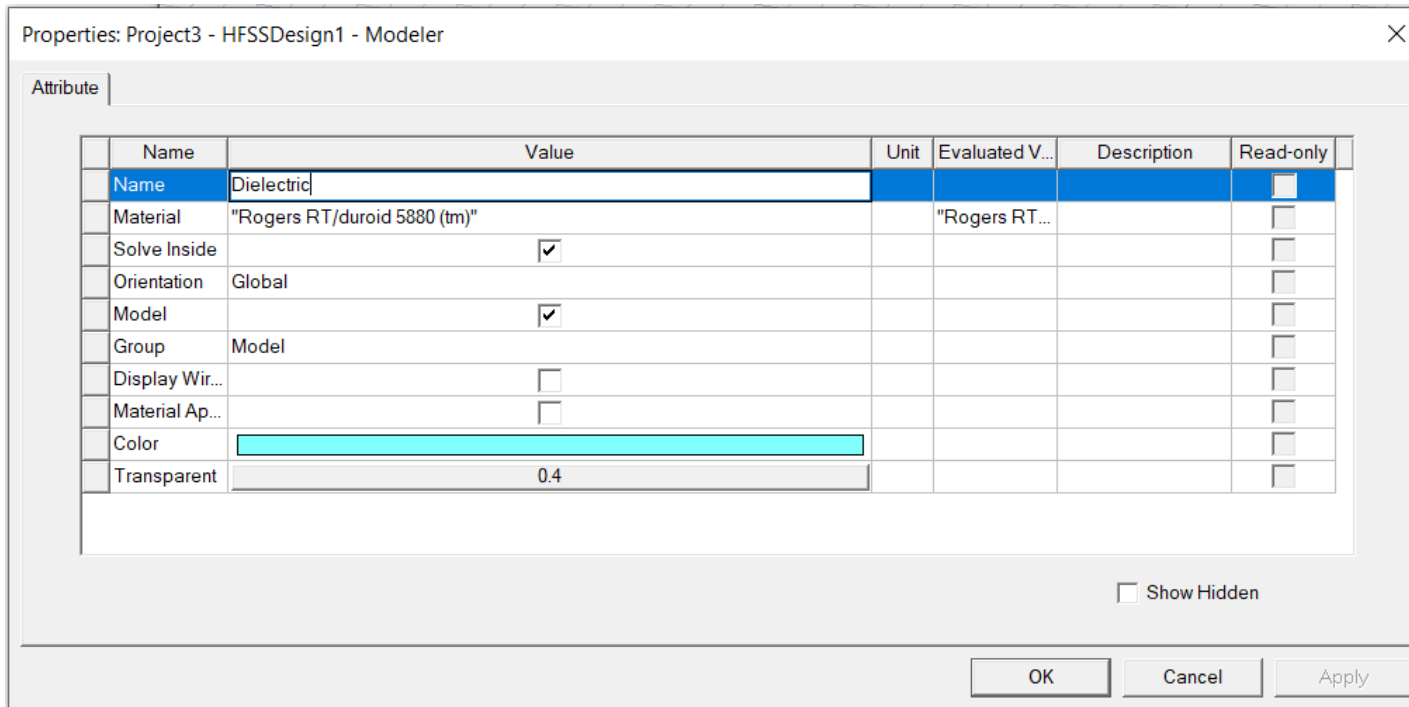 Properties: Project3 - HFSSDesign1 - Modeler
Attribute
Name Value Unit Evaluated V... Description Read-only
Name Dielectric
Material "Rogers RT/duroid 5880 (tm)" "Rogers RT...
Solve Inside
Orientation Global
Model
Group Model
Display Wir...
Material Ap...
Color
Transparent 0.4
Show Hidden
OK Cancel Apply